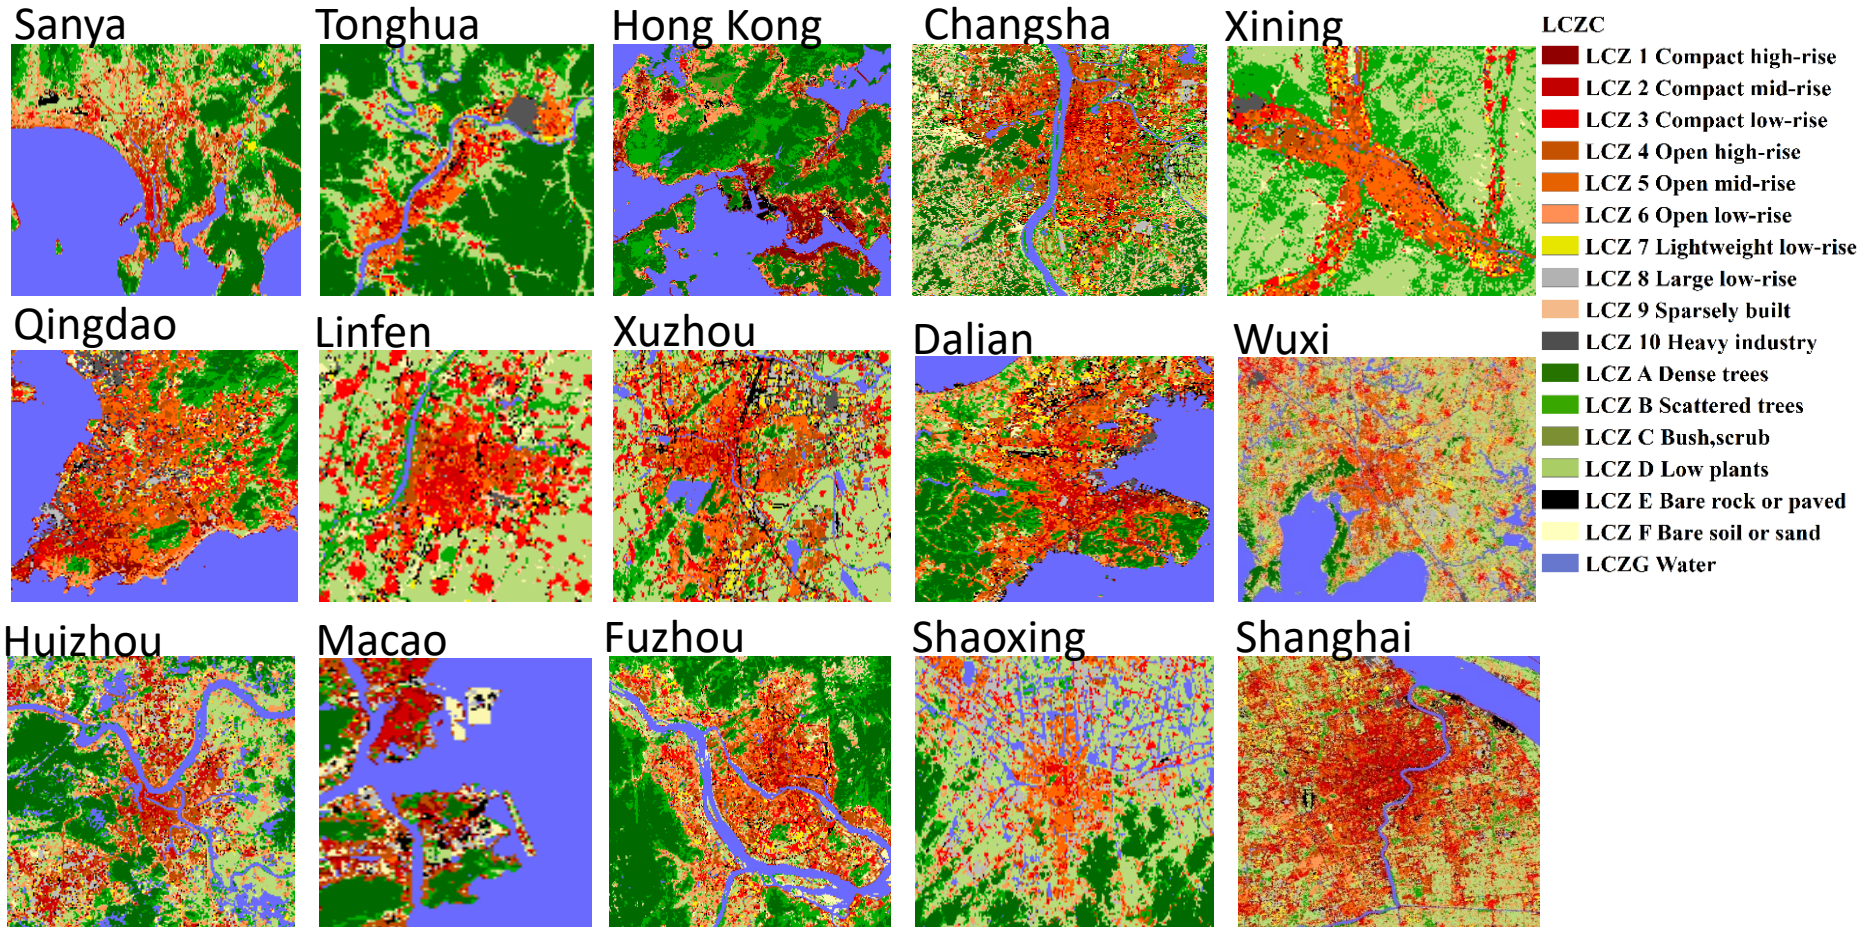 Sanya
Tonghua
Hong Kong
Changsha
Xining
LCZC
LCZ 1 Compact high-rise
LCZ 2 Compact mid-rise
LCZ 3 Compact low-rise
LCZ 4 Open high-rise
LCZ 5 Open mid-rise
LCZ 6 Open low-rise
LCZ 7 Lightweight low-rise
LCZ 8 Large low-rise
LCZ 9 Sparsely built
LCZ 10 Heavy industry
LCZ A Dense trees
LCZ B Scattered trees
LCZ C Bush,scrub
LCZ D Low plants
LCZ E Bare rock or paved
LCZ F Bare soil or sand
LCZG Water
Qingdao
Linfen
Xuzhou
Dalian
Wuxi
Huizhou
Macao
Fuzhou
Shaoxing
Shanghai